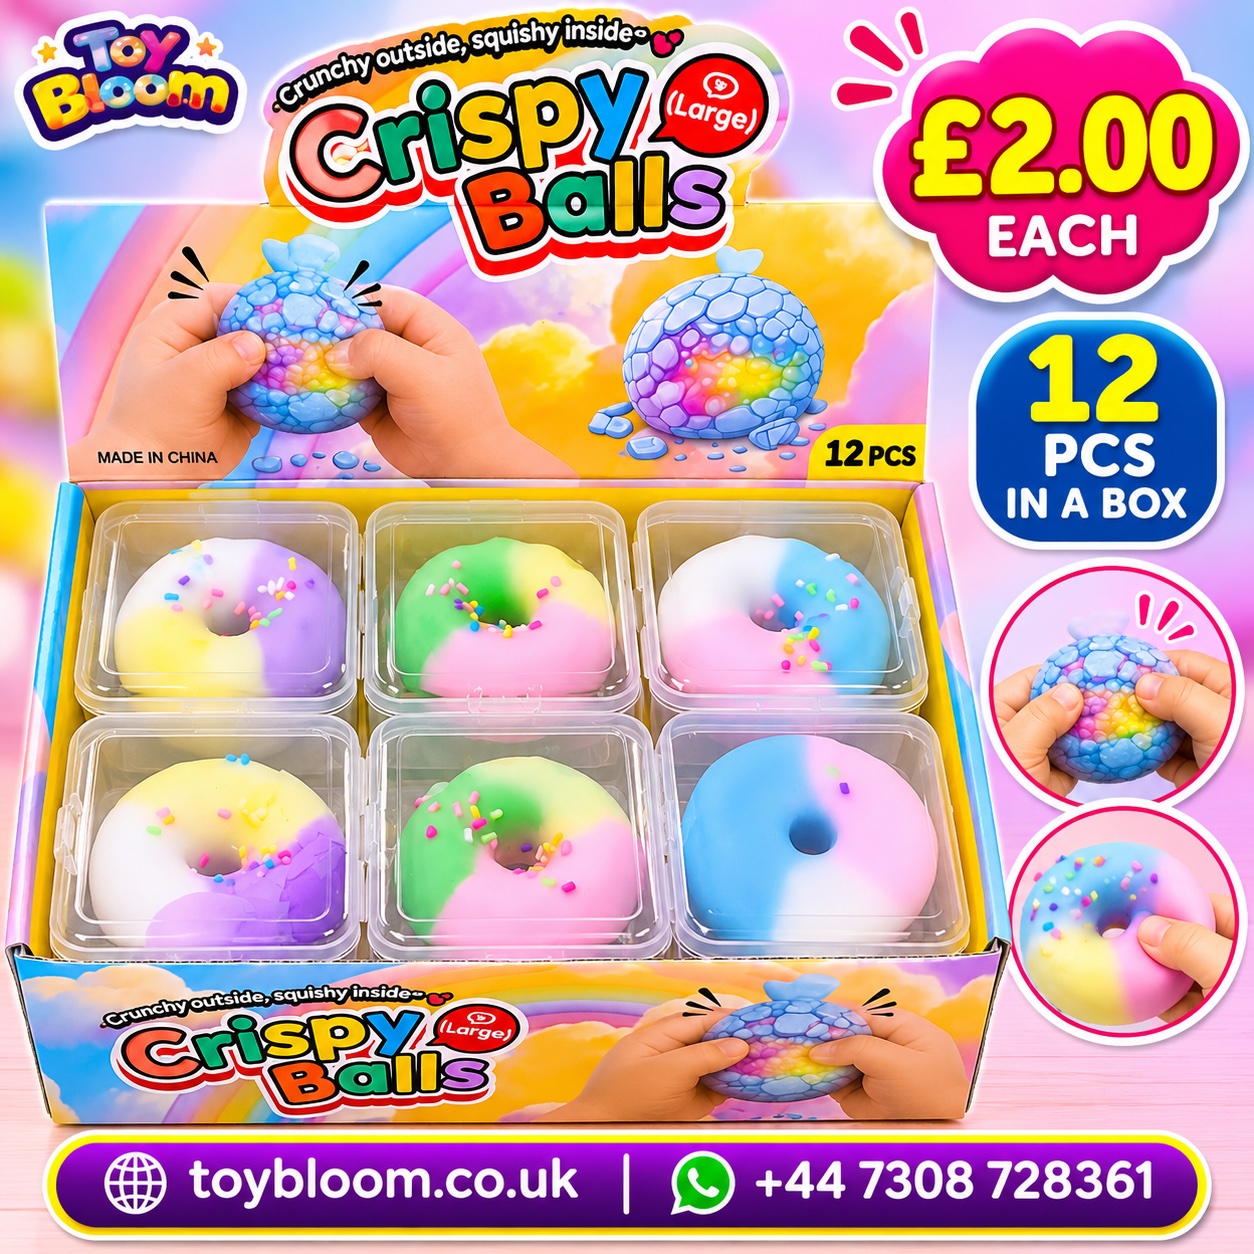 Toy
Bloom
Crunchy outside, squishy inside
Crispy
Balls
(Large)
£2.00
EACH
12
PCS
IN A BOX
MADE IN CHINA
12 PCS
Crunchy outside, squishy inside
Crispy
Balls
(Large)
toybloom.co.uk | +44 7308 728361